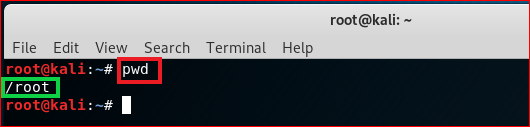 root@kali: ~
File Edit View Search Terminal Help
root@kali:~# pwd
/root
root@kali:~#